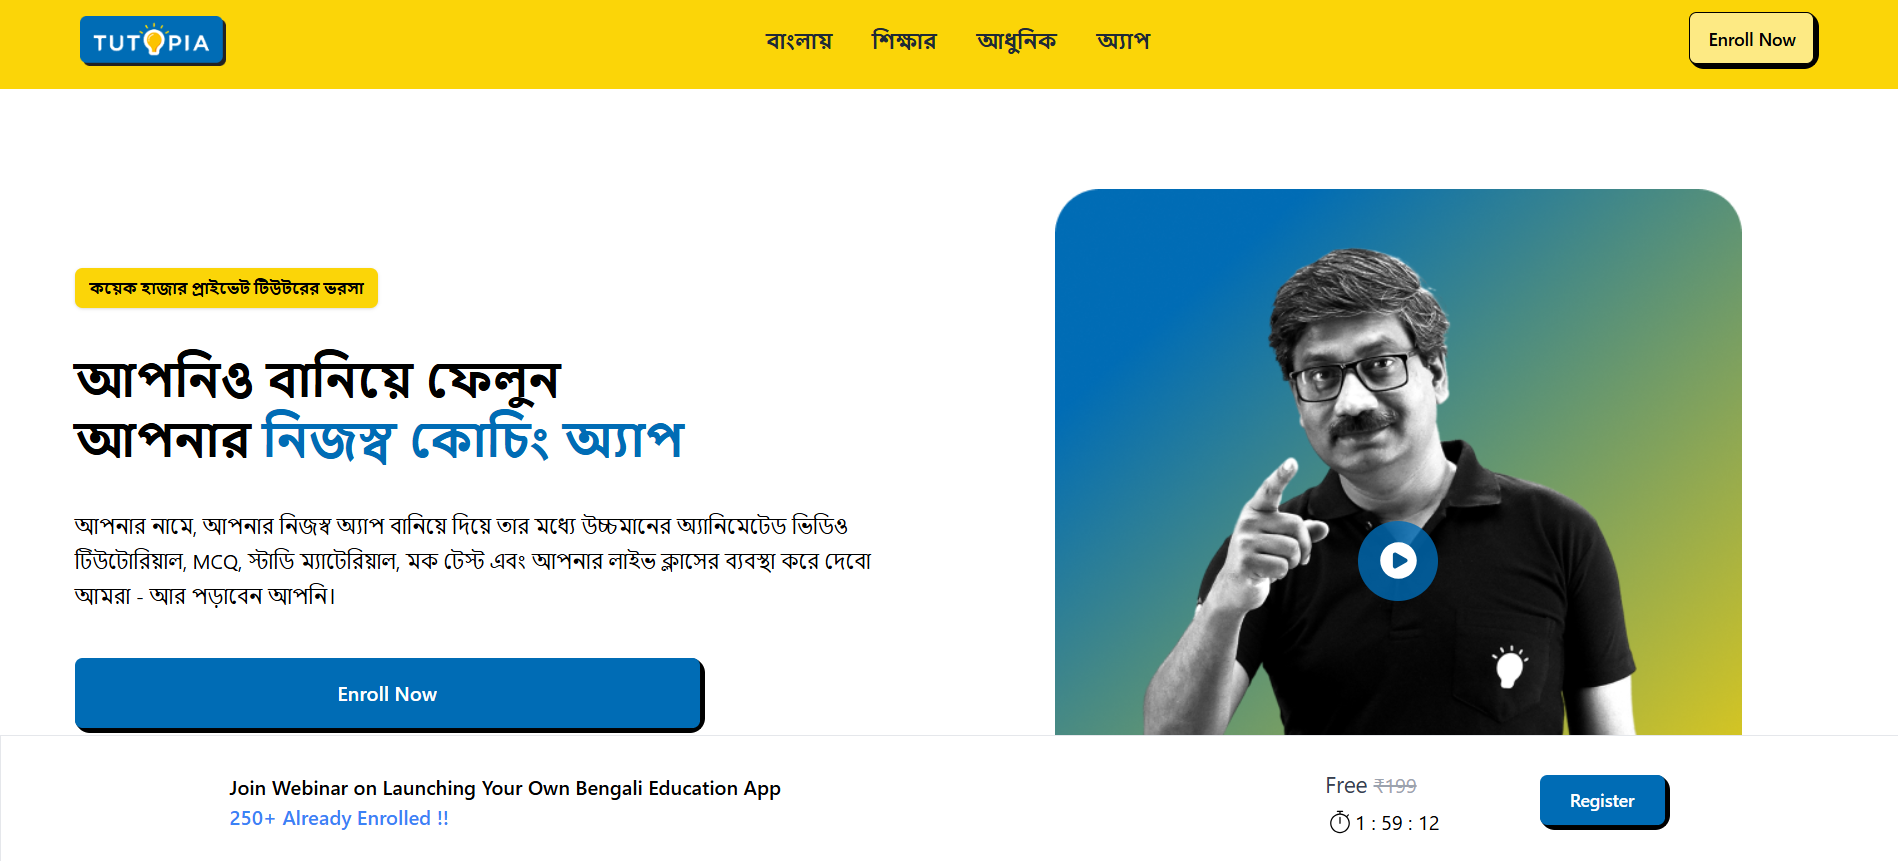 TUTOPIA
বাংলায় শিক্ষার আধুনিক অ্যাপ
Enroll Now
কয়েক হাজার প্রাইভেট টিউটরের ভরসা
আপনিও বানিয়ে ফেলুন
আপনার নিজস্ব কোচিং অ্যাপ
আপনার নামে, আপনার নিজস্ব অ্যাপ বানিয়ে দিয়ে তার মধ্যে উচ্চমানের অ্যানিমেটেড ভিডিও
টিউটোরিয়াল, MCQ, স্টাডি ম্যাটেরিয়াল, মক টেস্ট এবং আপনার লাইভ ক্লাসের ব্যবস্থা করে দেবো
আমরা - আর পড়াবেন আপনি।
Enroll Now
Join Webinar on Launching Your Own Bengali Education App
250+ Already Enrolled !!
Free ₹199
1 : 59 : 12
Register